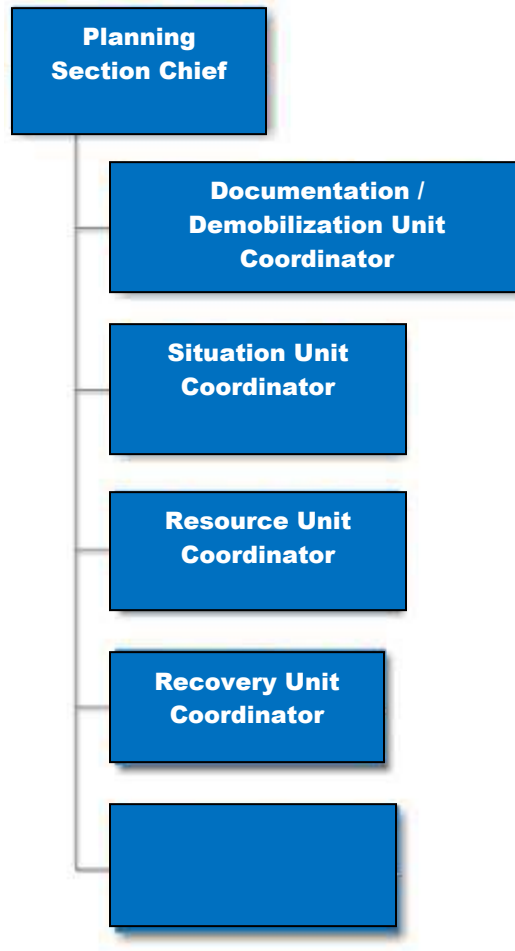 Planning
Section Chief
Documentation /
Demobilization Unit
Coordinator
Situation Unit
Coordinator
Resource Unit
Coordinator
Recovery Unit
Coordinator